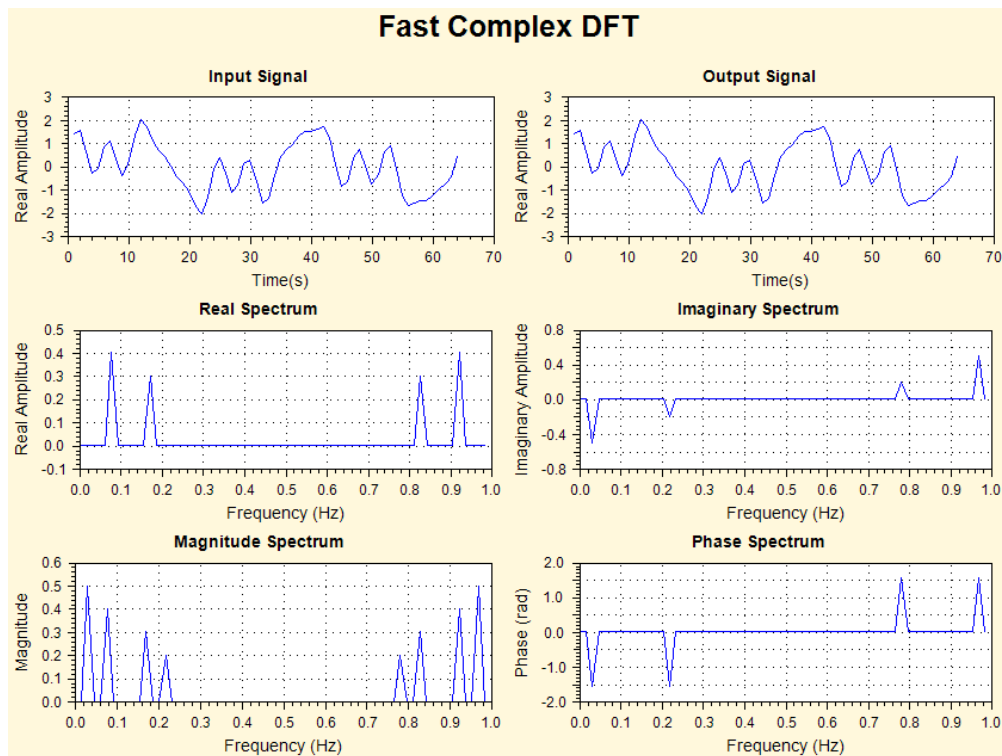 Fast Complex DFT
Input Signal
Real Amplitude
3
2
1
0
-1
-2
-3
0 10 20 30 40 50 60 70
Time(s)
Output Signal
Real Amplitude
3
2
1
0
-1
-2
-3
0 10 20 30 40 50 60 70
Time(s)
Real Spectrum
Real Amplitude
0.5
0.4
0.3
0.2
0.1
0.0
-0.1
0.0 0.1 0.2 0.3 0.4 0.5 0.6 0.7 0.8 0.9 1.0
Frequency (Hz)
Imaginary Spectrum
Imaginary Amplitude
0.8
0.4
0.0
-0.4
-0.8
0.0 0.1 0.2 0.3 0.4 0.5 0.6 0.7 0.8 0.9 1.0
Frequency (Hz)
Magnitude Spectrum
Magnitude
0.6
0.5
0.4
0.3
0.2
0.1
0.0
0.0 0.1 0.2 0.3 0.4 0.5 0.6 0.7 0.8 0.9 1.0
Frequency (Hz)
Phase Spectrum
Phase (rad)
2.0
1.0
0.0
-1.0
-2.0
0.0 0.1 0.2 0.3 0.4 0.5 0.6 0.7 0.8 0.9 1.0
Frequency (Hz)